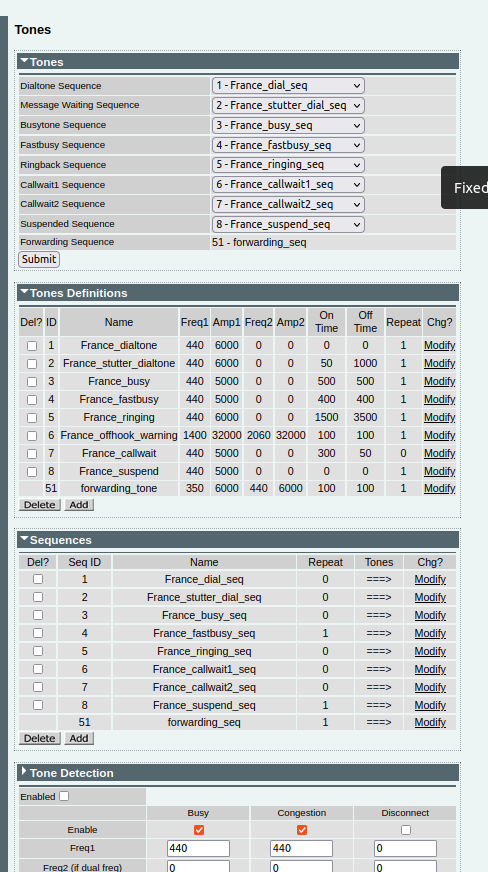 Tones
Tones
Dialtone Sequence 1 - France_dial_seq
Message Waiting Sequence 2 - France_stutter_dial_seq
Busytone Sequence 3 - France_busy_seq
Fastbusy Sequence 4 - France_fastbusy_seq
Ringback Sequence 5 - France_ringing_seq
Callwait1 Sequence 6 - France_callwait1_seq
Fixed
Callwait2 Sequence 7 - France_callwait2_seq
Suspended Sequence 8 - France_suspend_seq
Forwarding Sequence 51 - forwarding_seq
Submit
Tones Definitions
Del? ID Name Freq1 Amp1 Freq2 Amp2 On Time Off Time Repeat Chg?
1 France_dialtone 440 6000 0 0 0 0 1 Modify
2 France_stutter_dialtone 440 6000 0 0 50 1000 1 Modify
3 France_busy 440 5000 0 0 500 500 1 Modify
4 France_fastbusy 440 5000 0 0 400 400 1 Modify
5 France_ringing 440 6000 0 0 1500 3500 1 Modify
6 France_offhook_warning 1400 32000 2060 32000 100 100 1 Modify
7 France_callwait 440 5000 0 0 300 50 0 Modify
8 France_suspend 440 5000 0 0 0 0 1 Modify
51 forwarding_tone 350 6000 440 6000 100 100 1 Modify
Delete Add
Sequences
Del? Seq ID Name Repeat Tones Chg?
1 France_dial_seq 0 ===> Modify
2 France_stutter_dial_seq 0 ===> Modify
3 France_busy_seq 0 ===> Modify
4 France_fastbusy_seq 1 ===> Modify
5 France_ringing_seq 0 ===> Modify
6 France_callwait1_seq 0 ===> Modify
7 France_callwait2_seq 0 ===> Modify
8 France_suspend_seq 1 ===> Modify
51 forwarding_seq 1 ===> Modify
Delete Add
Tone Detection
Enabled
Busy Congestion Disconnect
Enable
Freq1 440 440 0
Freq2 (if dual freq) 0 0 0